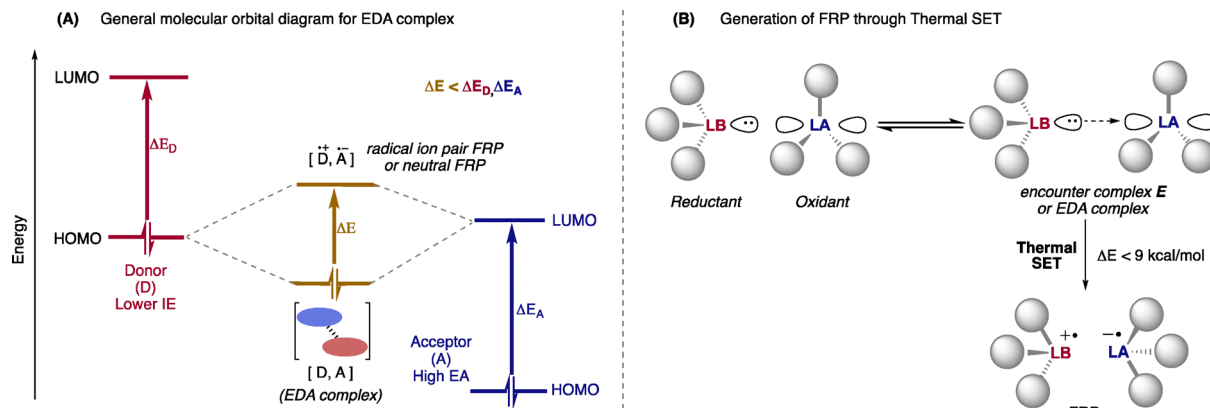 (A) General molecular orbital diagram for EDA complex
Energy
LUMO
ΔE_D
HOMO
Donor
(D)
Lower IE
ΔE < ΔE_D,ΔE_A
[ D, A ]
•+ •−
radical ion pair FRP
or neutral FRP
ΔE
[ D, A ]
(EDA complex)
LUMO
ΔE_A
Acceptor
(A)
High EA
HOMO
(B) Generation of FRP through Thermal SET
LB
LA
Reductant
Oxidant
LB
LA
encounter complex E
or EDA complex
Thermal
SET
ΔE < 9 kcal/mol
LB
+•
−•
LA